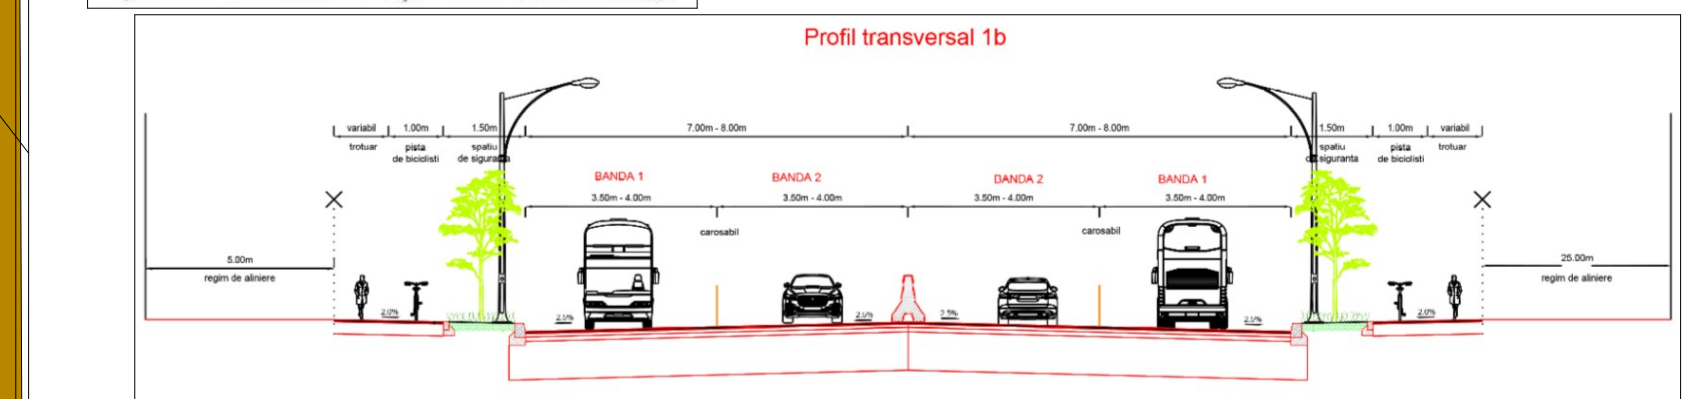 Profil transversal 1b
variabil 1.00m 1.50m 7.00m - 8.00m 7.00m - 8.00m 1.50m 1.00m variabil
trotuar pista de biciclisti spatiu de siguranta spatiu de siguranta pista de biciclisti trotuar
BANDA 1 BANDA 2 BANDA 2 BANDA 1
3.50m - 4.00m 3.50m - 4.00m 3.50m - 4.00m 3.50m - 4.00m
carosabil carosabil
5.00m 25.00m
regim de aliniere regim de aliniere
2.0% 2.5% 2.5% 2.5% 2.0%